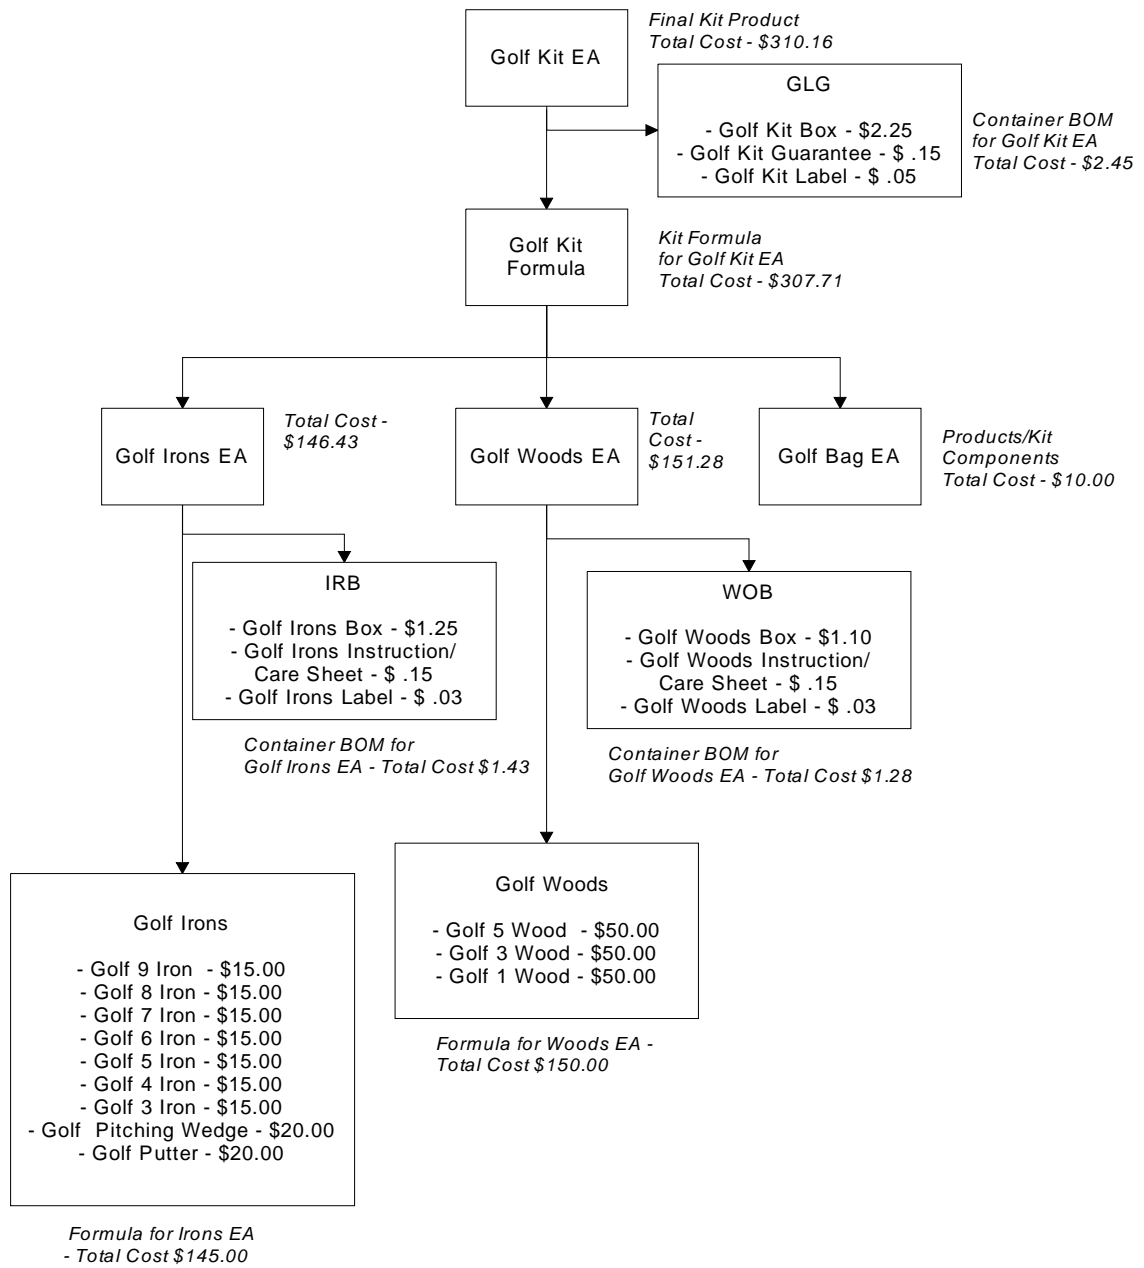 Golf Kit EA
Final Kit Product
Total Cost - $310.16
GLG
- Golf Kit Box - $2.25
- Golf Kit Guarantee - $ .15
- Golf Kit Label - $ .05
Container BOM
for Golf Kit EA
Total Cost - $2.45
Golf Kit
Formula
Kit Formula
for Golf Kit EA
Total Cost - $307.71
Golf Irons EA
Total Cost -
$146.43
Golf Woods EA
Total
Cost -
$151.28
Golf Bag EA
Products/Kit
Components
Total Cost - $10.00
IRB
- Golf Irons Box - $1.25
- Golf Irons Instruction/
Care Sheet - $ .15
- Golf Irons Label - $ .03
Container BOM for
Golf Irons EA - Total Cost $1.43
WOB
- Golf Woods Box - $1.10
- Golf Woods Instruction/
Care Sheet - $ .15
- Golf Woods Label - $ .03
Container BOM for
Golf Woods EA - Total Cost $1.28
Golf Irons
- Golf 9 Iron  - $15.00
- Golf 8 Iron - $15.00
- Golf 7 Iron - $15.00
- Golf 6 Iron - $15.00
- Golf 5 Iron - $15.00
- Golf 4 Iron - $15.00
- Golf 3 Iron - $15.00
- Golf  Pitching Wedge - $20.00
- Golf Putter - $20.00
Formula for Irons EA
- Total Cost $145.00
Golf Woods
- Golf 5 Wood  - $50.00
- Golf 3 Wood - $50.00
- Golf 1 Wood - $50.00
Formula for Woods EA -
Total Cost $150.00